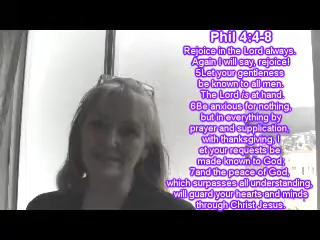 Phil 4:4-8
Rejoice in the Lord always.
Again I will say, rejoice!
5Let your gentleness
be known to all men.
The Lord is at hand.
6Be anxious for nothing,
but in everything by
prayer and supplication,
with thanksgiving, l
et your requests be
made known to God;
7and the peace of God,
which surpasses all understanding,
will guard your hearts and minds
through Christ Jesus.